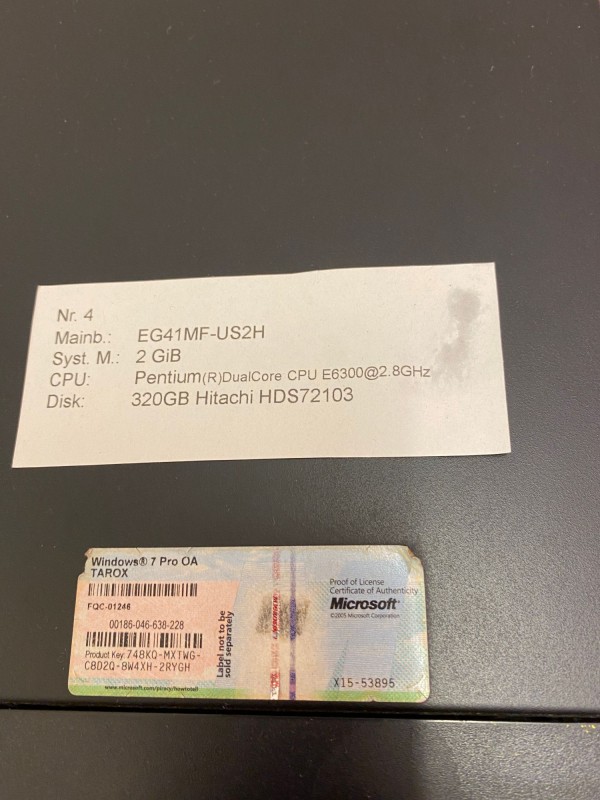 Nr. 4
Mainb.: EG41MF-US2H
Syst. M.: 2 GiB
CPU: Pentium(R)DualCore CPU E6300@2.8GHz
Disk: 320GB Hitachi HDS72103
Windows® 7 Pro OA
TAROX
FQC-01246
00186-046-638-228
Product Key: 748KQ-MXTWG-
C8D2Q-8W4XH-2RYGH
www.microsoft.com/piracy/howtotell
Label not to be
sold separately
Proof of License
Certificate of Authenticity
Microsoft®
©2005 Microsoft Corporation
X15-53895